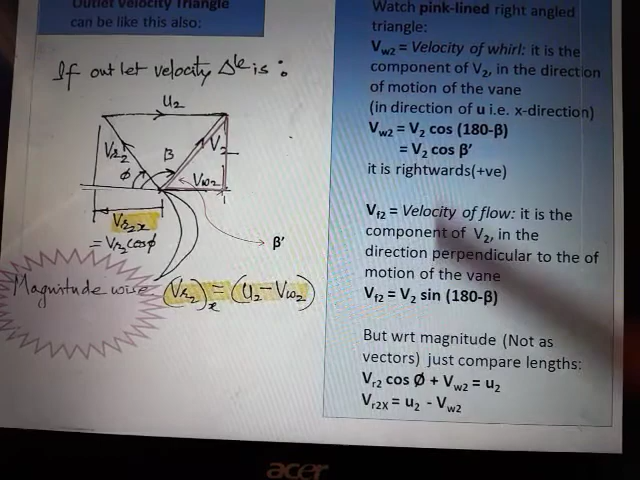 Outlet Velocity Triangle
can be like this also:
If outlet velocity Δle is :
u2
Vr2
B
V2
Ø
Vw2
Vr2x
= Vr2 cosø
β'
Magnitude wise (Vr2)x = (u2 - Vw2)
Watch pink-lined right angled
triangle:
Vw2 = Velocity of whirl: it is the
component of V2, in the direction
of motion of the vane
(in direction of u i.e. x-direction)
Vw2 = V2 cos (180-β)
= V2 cos β'
it is rightwards(+ve)
Vf2 = Velocity of flow: it is the
component of V2, in the
direction perpendicular to the of
motion of the vane
Vf2 = V2 sin (180-β)
But wrt magnitude (Not as
vectors) just compare lengths:
Vr2 cos Ø + Vw2 = u2
Vr2X = u2 - Vw2
acer